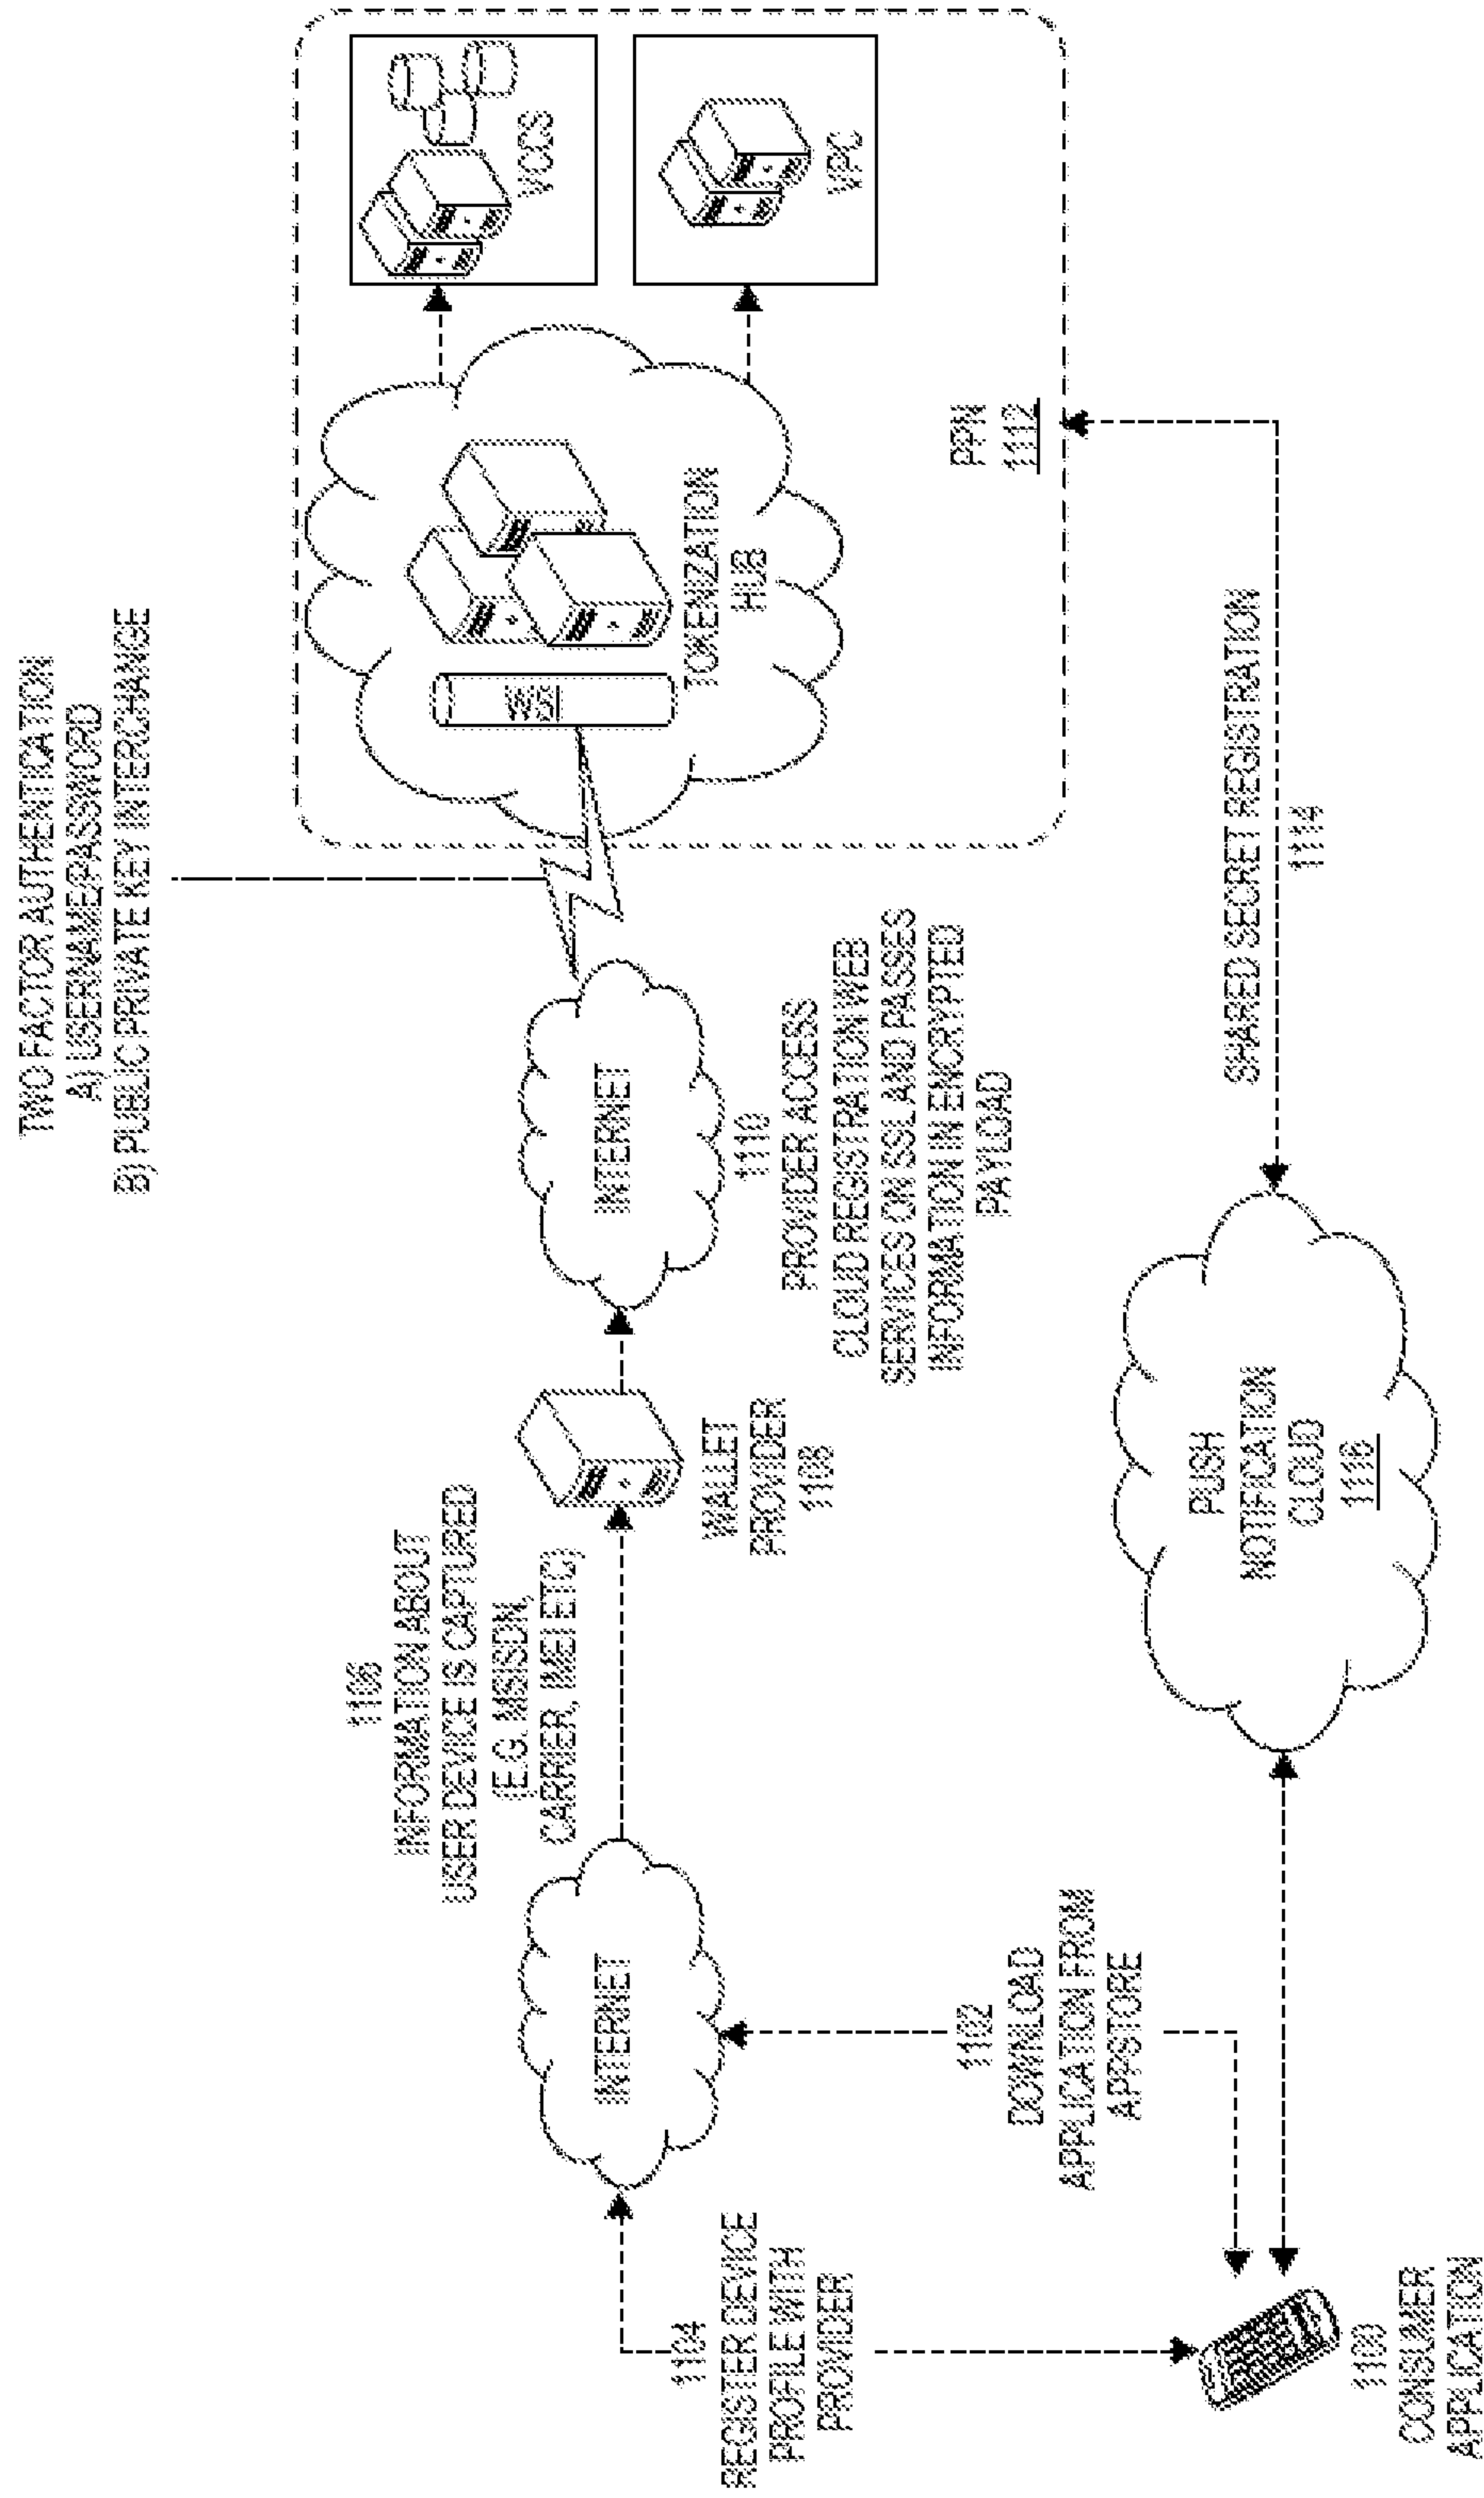 TWO FACTOR AUTHENTICATION
A) USERNAME/PASSWORD
B) PUBLIC PRIVATE KEY INTERCHANGE
1106
INFORMATION ABOUT
USER DEVICE IS CAPTURED
(E.G. MSISDN,
CARRIER, IMEI ETC)
VCCS
VPC
INTERNET
INTERNET
WS
TOKENIZATION
HUB
WALLET
PROVIDER
1108
1110
PROVIDER ACCESS
CLOUD REGISTRATION WEB
SERVICES ON SSL AND PASSES
INFORMATION IN ENCRYPTED
PAYLOAD
PPN
1112
1104
REGISTER DEVICE
PROFILE WITH
PROVIDER
1102
DOWNLOAD
APPLICATION FROM
APPSTORE
SHARED SECRET REGISTRATION
1114
PUSH
NOTIFICATION
CLOUD
1116
1100
CONSUMER
APPLICATION